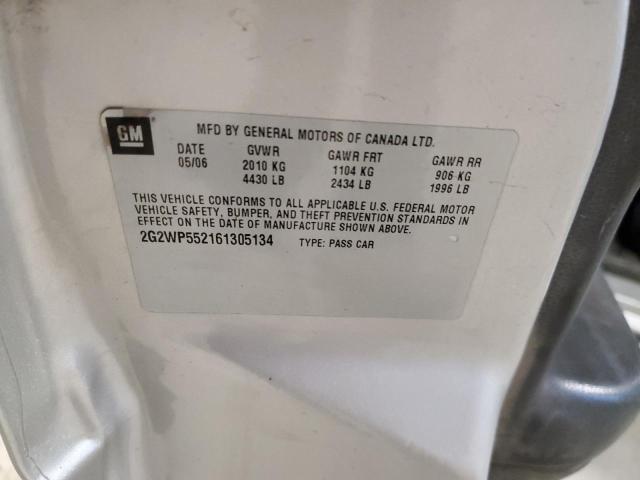 GM
MFD BY GENERAL MOTORS OF CANADA LTD.
DATE GVWR GAWR FRT GAWR RR
05/06 2010 KG 1104 KG 906 KG
4430 LB 2434 LB 1996 LB
THIS VEHICLE CONFORMS TO ALL APPLICABLE U.S. FEDERAL MOTOR
VEHICLE SAFETY, BUMPER, AND THEFT PREVENTION STANDARDS IN
EFFECT ON THE DATE OF MANUFACTURE SHOWN ABOVE.
2G2WP552161305134 TYPE: PASS CAR